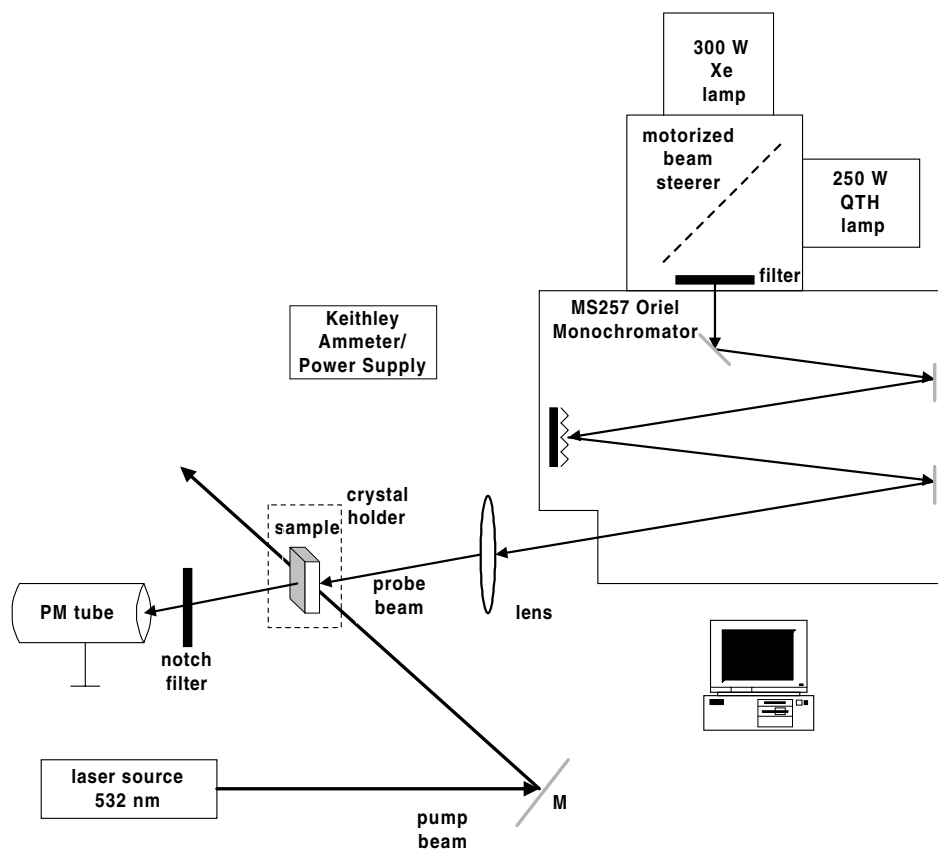 300 W
Xe
lamp
motorized
beam
steerer
250 W
QTH
lamp
filter
MS257 Oriel
Monochromator
Keithley
Ammeter/
Power Supply
crystal
holder
sample
probe
beam
lens
PM tube
notch
filter
laser source
532 nm
pump
beam
M